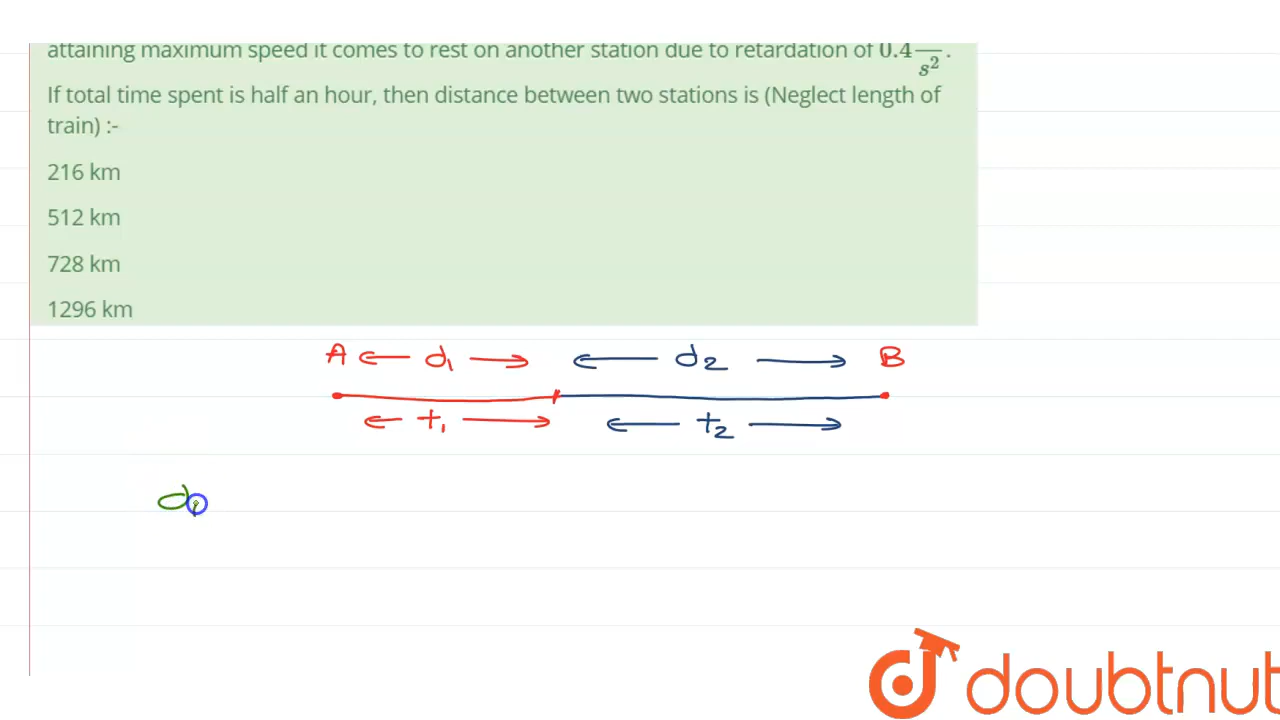 attaining maximum speed it comes to rest on another station due to retardation of 0.4 — s².
If total time spent is half an hour, then distance between two stations is (Neglect length of
train) :-
216 km
512 km
728 km
1296 km
A ← d₁ → ← d₂ → B
← t₁ → ← t₂ →
d₁
doubtnut